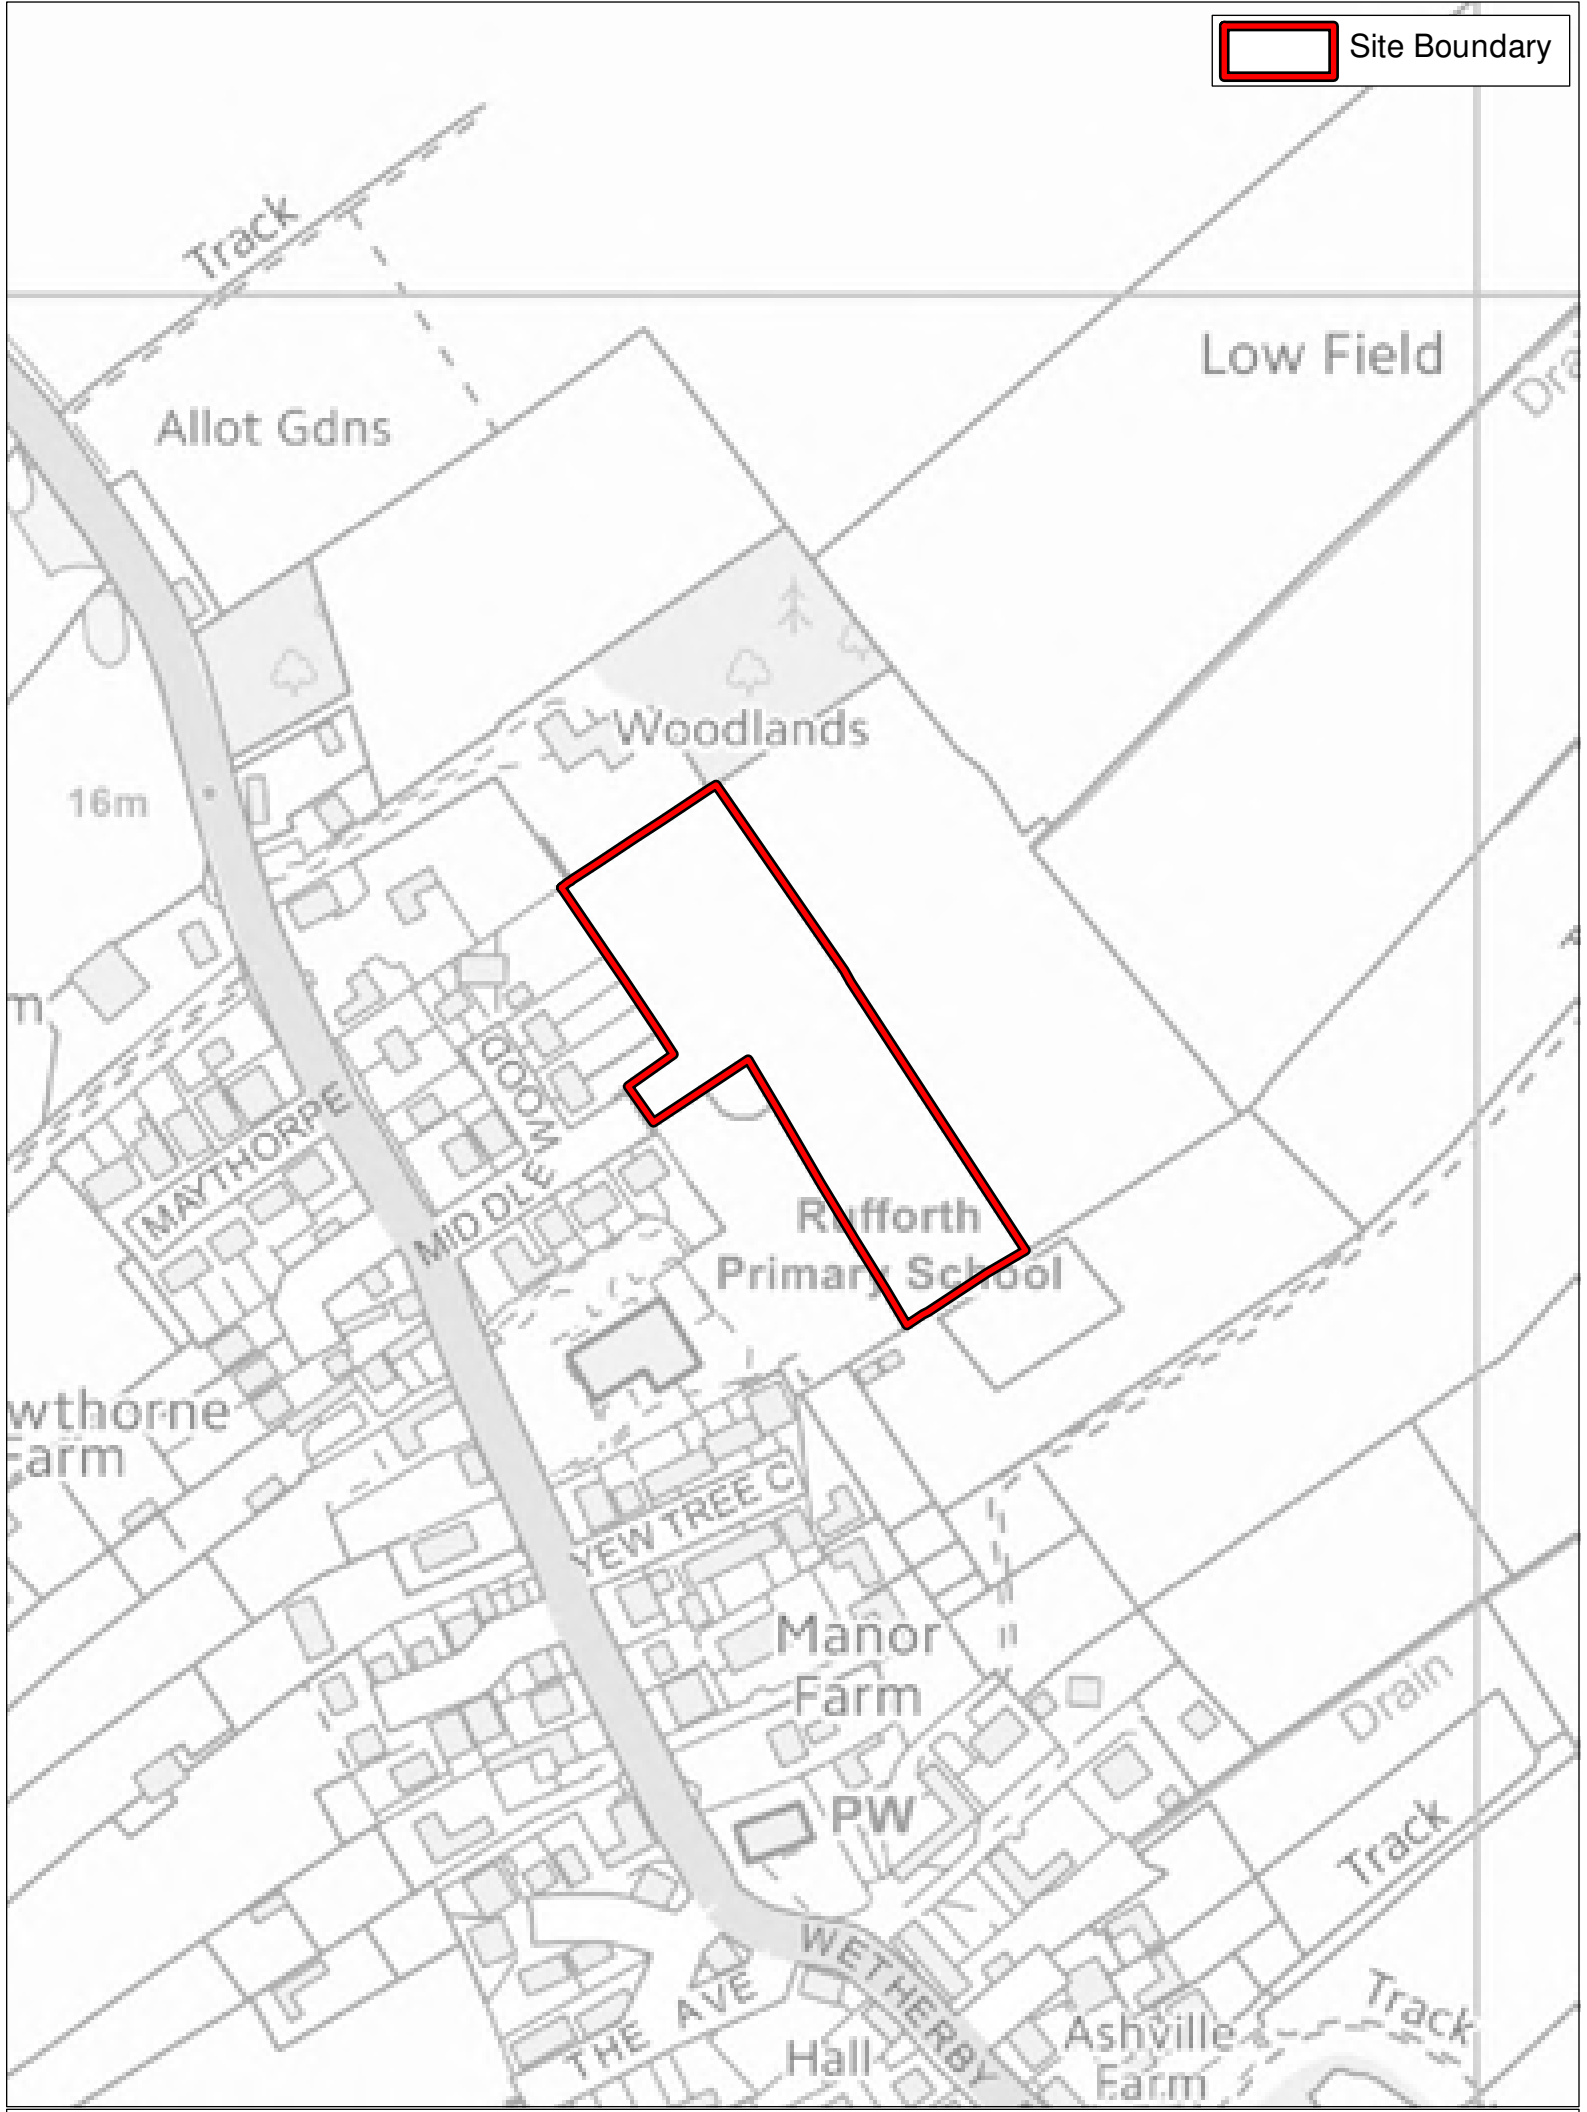 Site Boundary
Track
Low Field
Allot Gdns
Woodlands
16m
m
MIDDLEWOOD
MAYTHORPE
Rufforth
Primary School
wthorne
Farm
YEW TREE C
Manor
Farm
Drain
PW
Track
WETHERBY
THE AVE
Track
Hall
Ashville
Farm